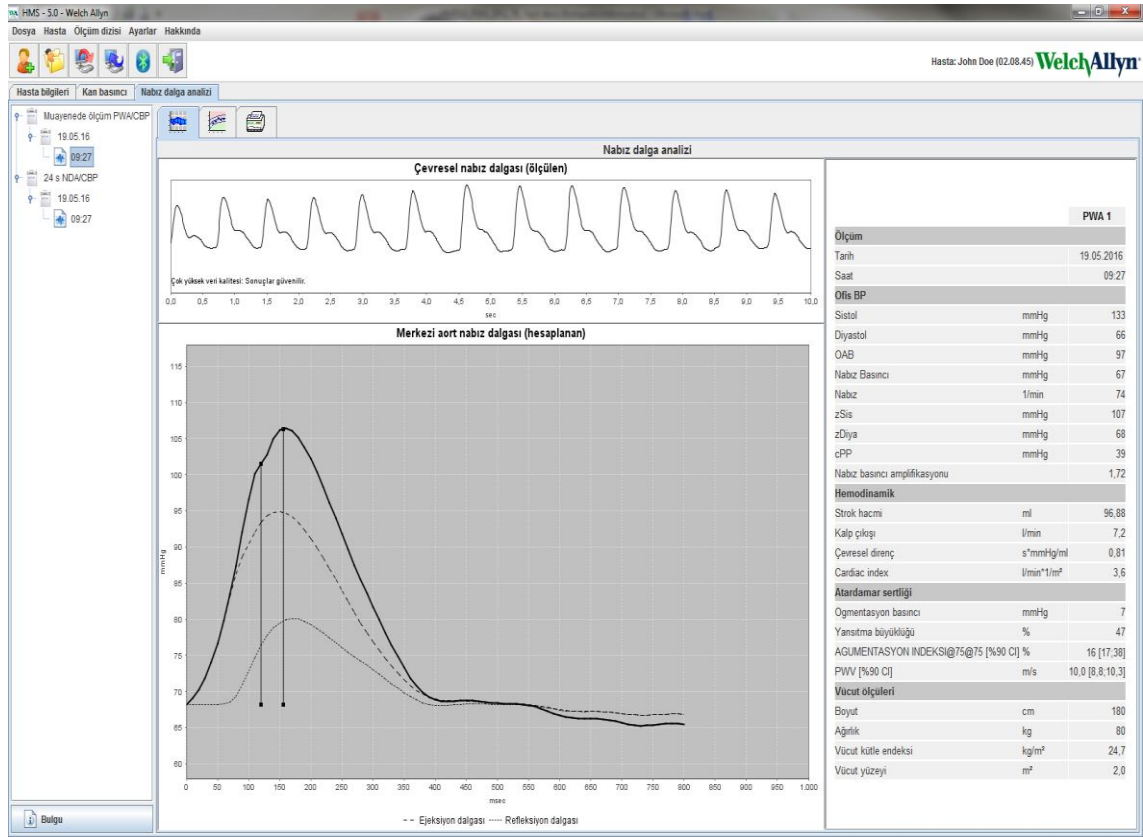 HMS - 5.0 - Welch Allyn
Dosya Hasta Ölçüm dizisi Ayarlar Hakkında
Hasta: John Doe (02.08.45) WelchAllyn
Hasta bilgileri Kan basıncı Nabız dalga analizi
Muayenede ölçüm PWA/CBP
19.05.16
09:27
24 s NDA/CBP
19.05.16
09:27
Bulgu
Nabız dalga analizi
Çevresel nabız dalgası (ölçülen)
Çok yüksek veri kalitesi: Sonuçlar güvenilir.
0,0 0,5 1,0 1,5 2,0 2,5 3,0 3,5 4,0 4,5 5,0 5,5 6,0 6,5 7,0 7,5 8,0 8,5 9,0 9,5 10,0
sec
Merkezi aort nabız dalgası (hesaplanan)
115
110
105
100
95
90
85
80
75
70
65
60
mmHg
0 50 100 150 200 250 300 350 400 450 500 550 600 650 700 750 800 850 900 950 1.000
msec
Ejeksiyon dalgası Refleksiyon dalgası
PWA 1
Ölçüm
Tarih 19.05.2016
Saat 09:27
Ofis BP
Sistol mmHg 133
Diyastol mmHg 66
OAB mmHg 97
Nabız Basıncı mmHg 67
Nabız 1/min 74
zSis mmHg 107
zDiya mmHg 68
cPP mmHg 39
Nabız basıncı amplifikasyonu 1,72
Hemodinamik
Strok hacmi ml 96,88
Kalp çıkışı l/min 7,2
Çevresel direnç s*mmHg/ml 0,81
Cardiac index l/min*1/m² 3,6
Atardamar sertliği
Ogmentasyon basıncı mmHg 7
Yansıtma büyüklüğü % 47
AGUMENTASYON INDEKSI@75@75 [%90 CI] % 16 [17;38]
PWV [%90 CI] m/s 10,0 [8,8;10,3]
Vücut ölçüleri
Boyut cm 180
Ağırlık kg 80
Vücut kütle endeksi kg/m² 24,7
Vücut yüzeyi m² 2,0